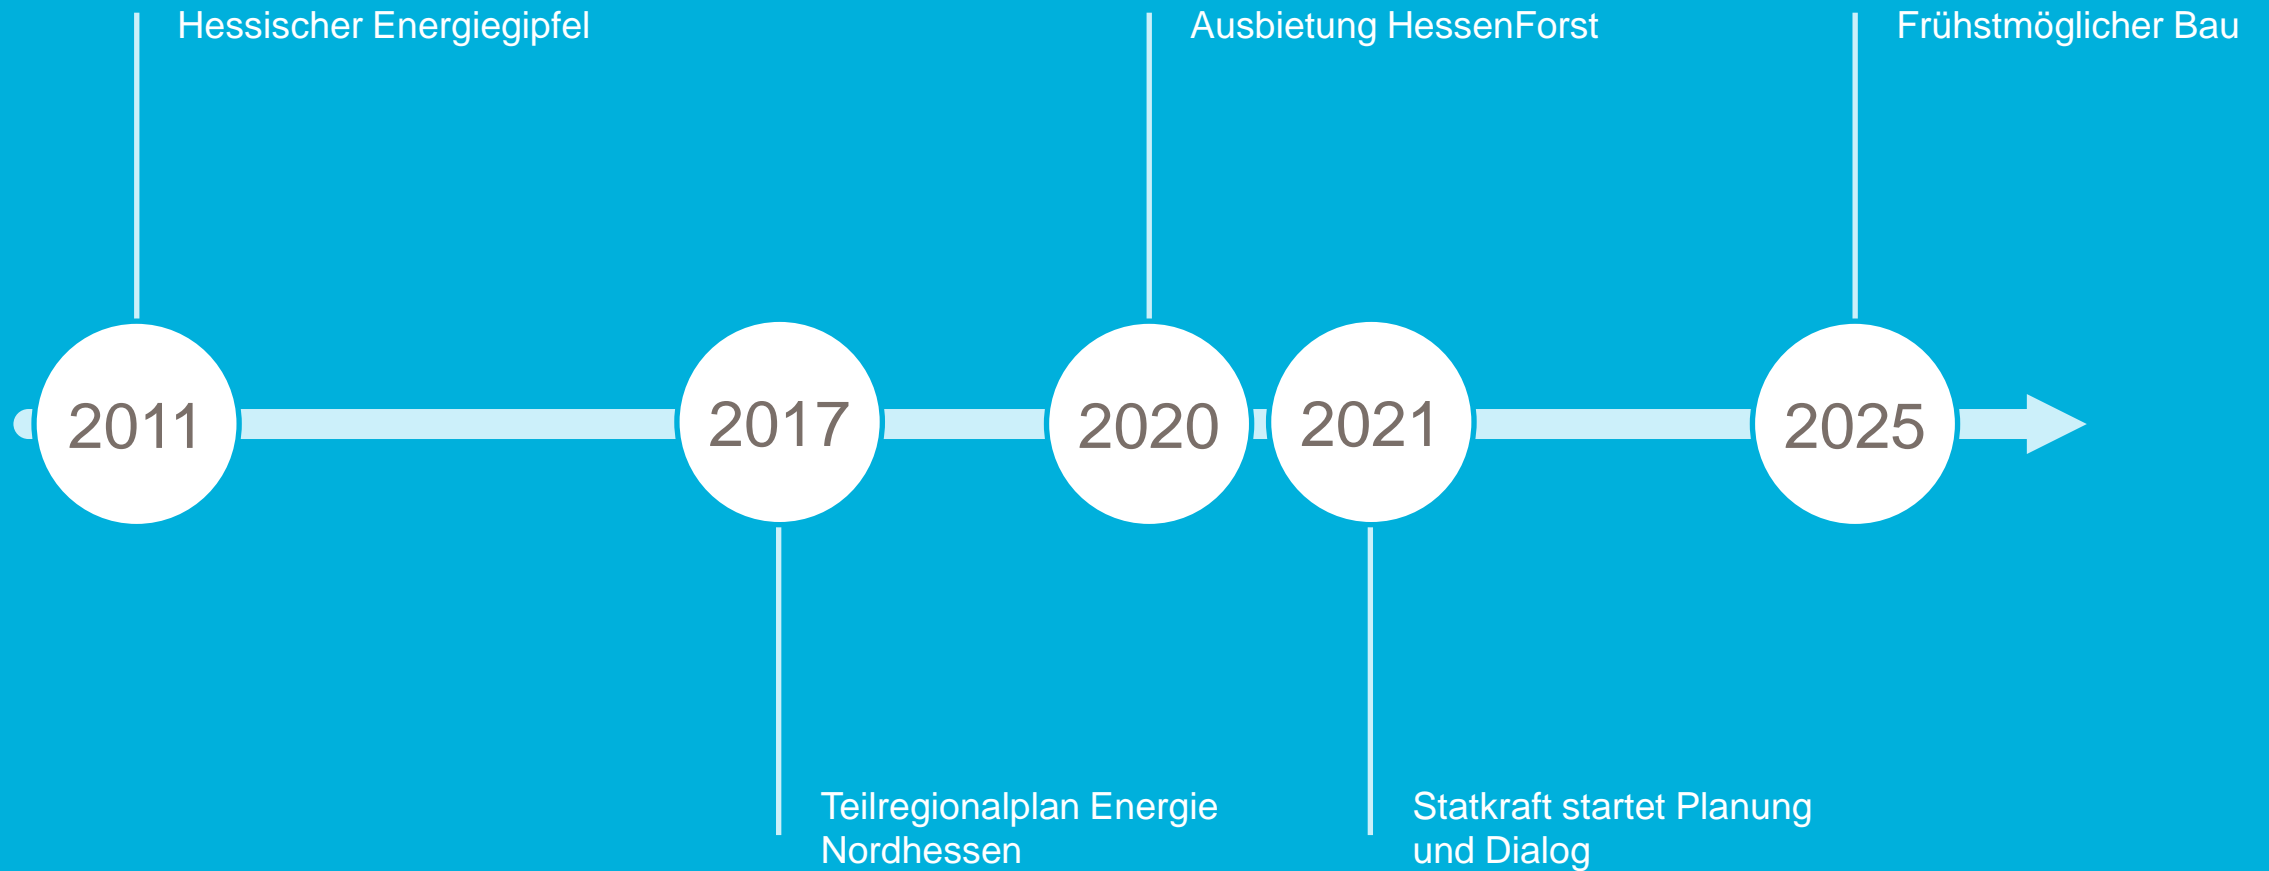 Hessischer Energiegipfel
Ausbietung HessenForst
Frühstmöglicher Bau
2011
2017
2020
2021
2025
Teilregionalplan Energie
Nordhessen
Statkraft startet Planung
und Dialog